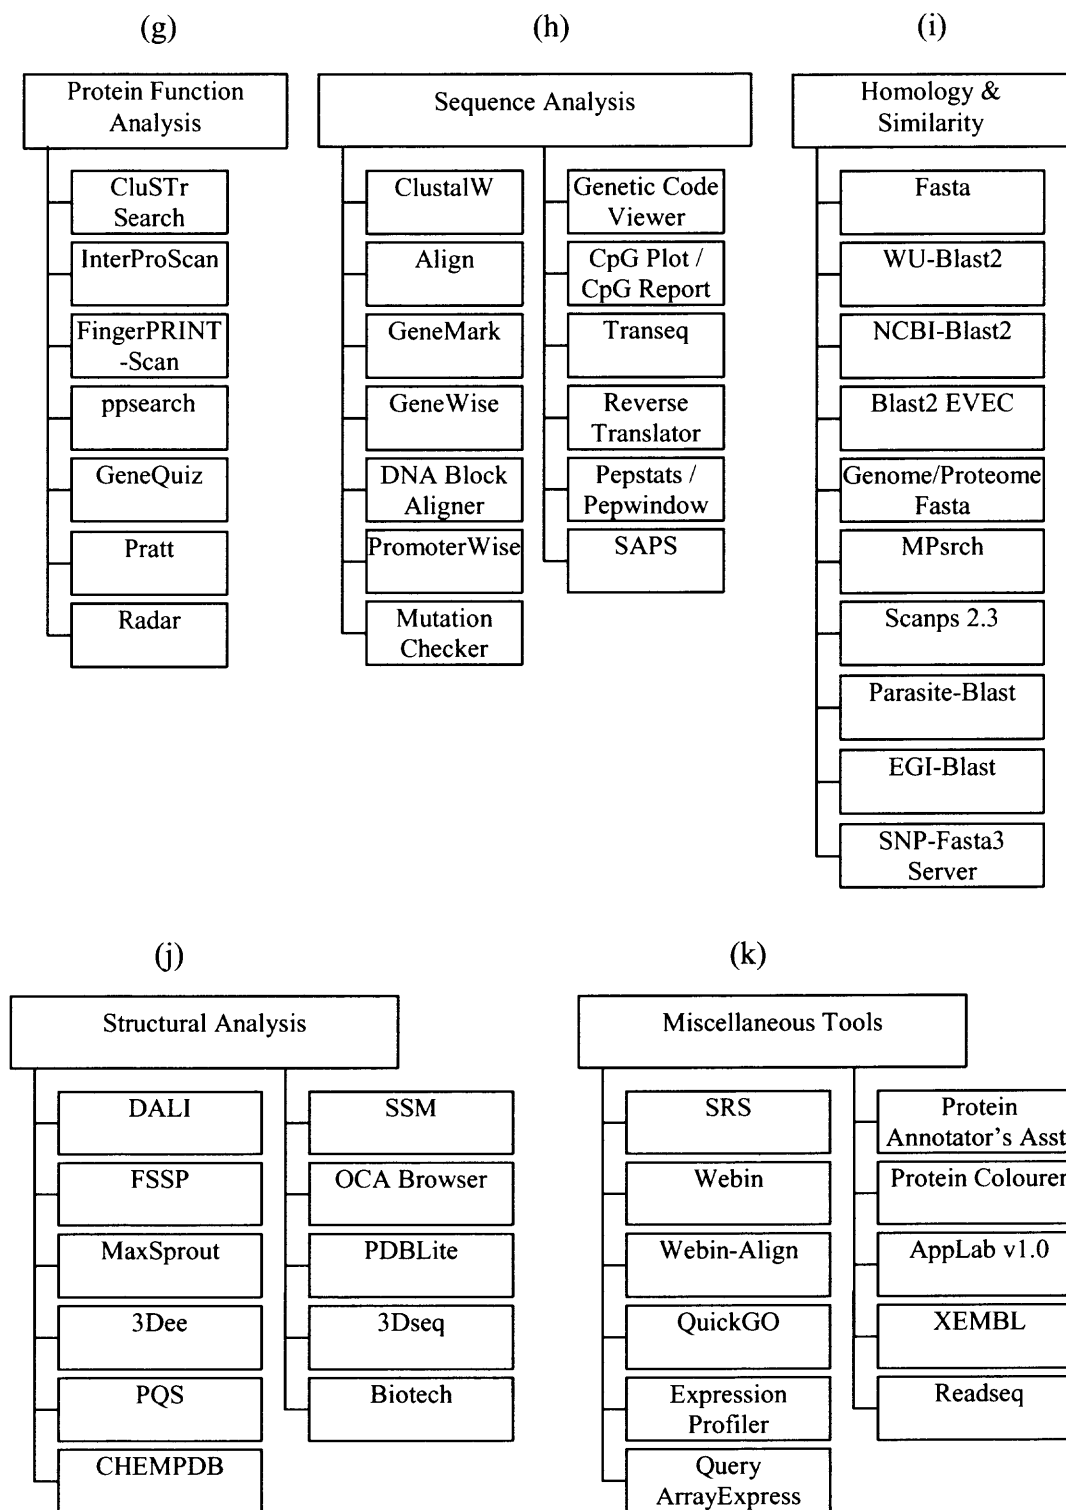 (g)
Protein Function
Analysis
CluSTr
Search
InterProScan
FingerPRINT
-Scan
ppsearch
GeneQuiz
Pratt
Radar
(h)
Sequence Analysis
ClustalW
Align
GeneMark
GeneWise
DNA Block
Aligner
PromoterWise
Mutation
Checker
Genetic Code
Viewer
CpG Plot /
CpG Report
Transeq
Reverse
Translator
Pepstats /
Pepwindow
SAPS
(i)
Homology &
Similarity
Fasta
WU-Blast2
NCBI-Blast2
Blast2 EVEC
Genome/Proteome
Fasta
MPsrch
Scanps 2.3
Parasite-Blast
EGI-Blast
SNP-Fasta3
Server
(j)
Structural Analysis
DALI
FSSP
MaxSprout
3Dee
PQS
CHEMPDB
SSM
OCA Browser
PDBLite
3Dseq
Biotech
(k)
Miscellaneous Tools
SRS
Webin
Webin-Align
QuickGO
Expression
Profiler
Query
ArrayExpress
Protein
Annotator's Asst
Protein Colourer
AppLab v1.0
XEMBL
Readseq